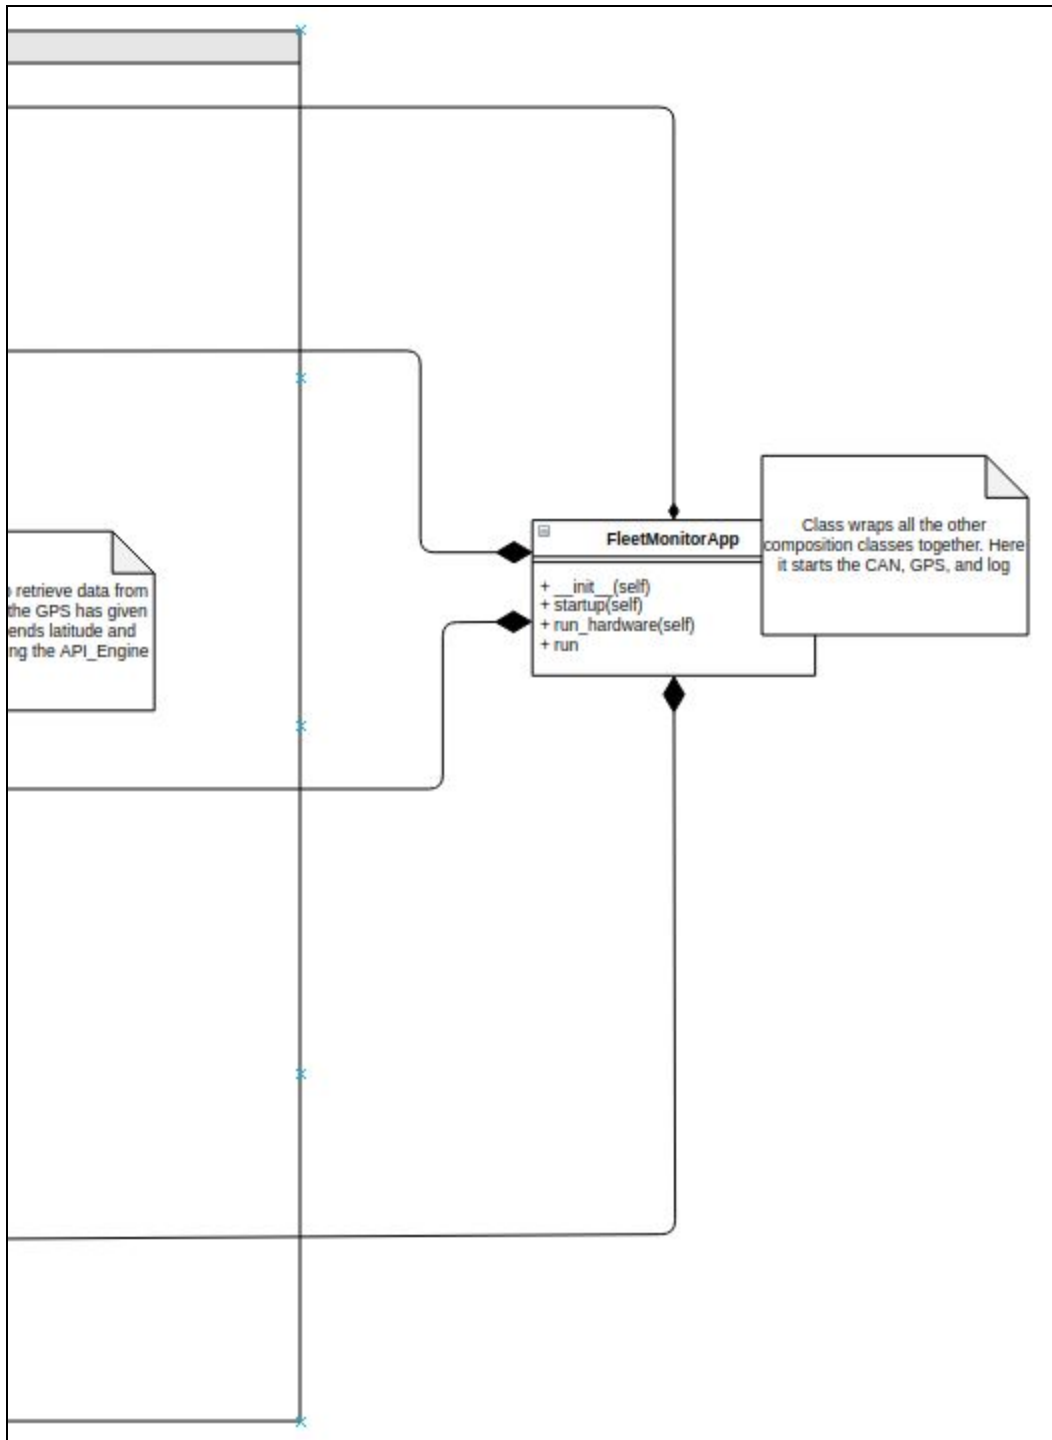 FleetMonitorApp
+ __init__(self)
+ startup(self)
+ run_hardware(self)
+ run
Class wraps all the other
composition classes together. Here
it starts the CAN, GPS, and log
retrieve data from
the GPS has given
ends latitude and
ng the API_Engine